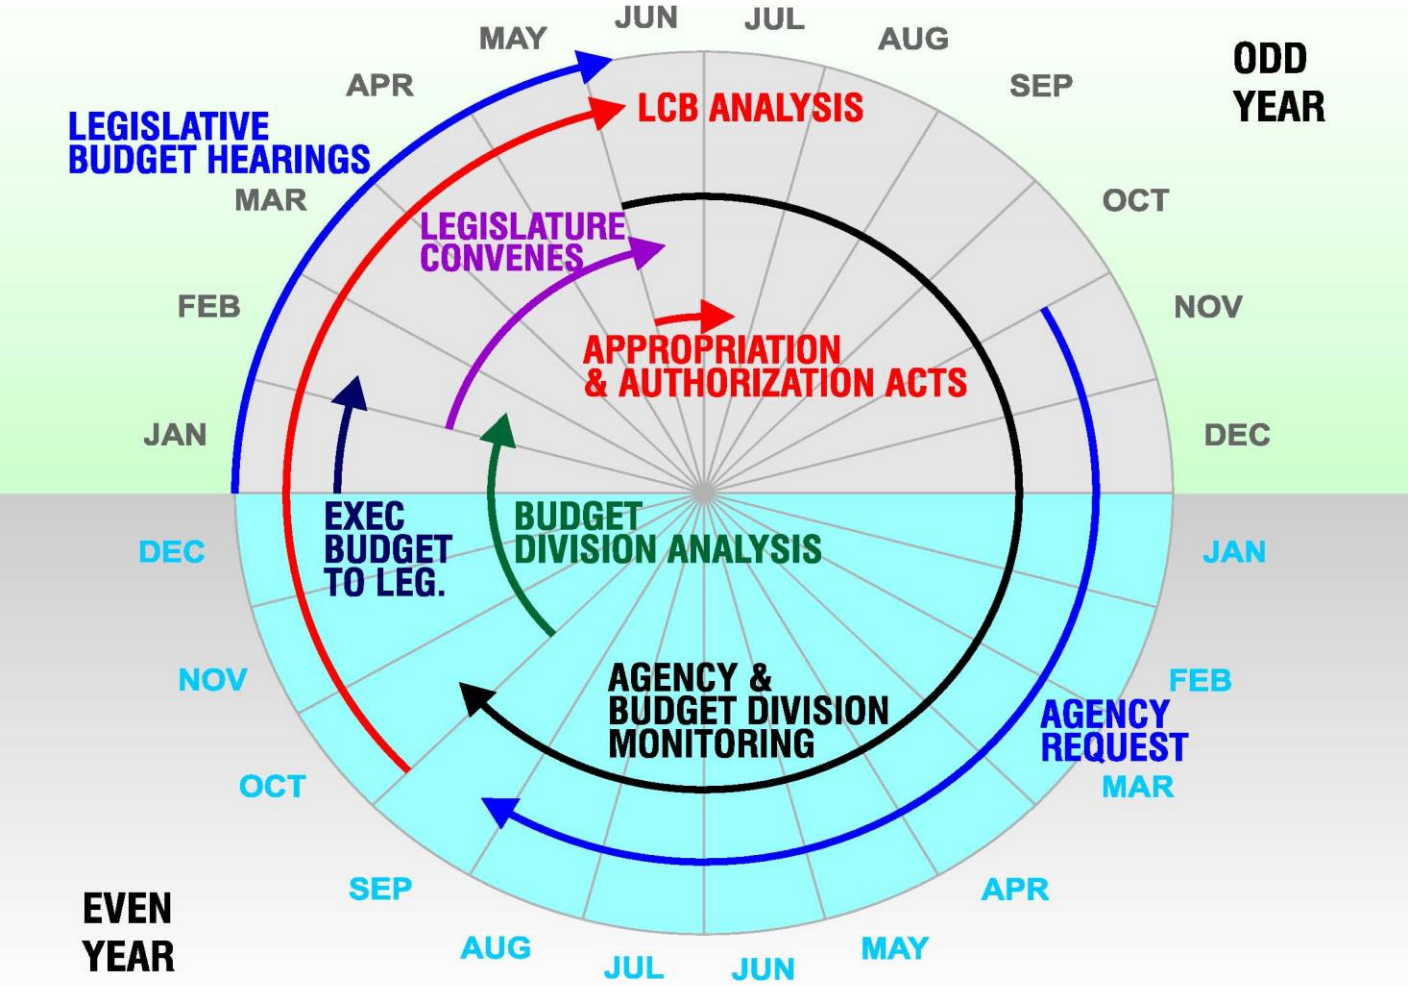 JUN
JUL
MAY
AUG
ODD
YEAR
APR
SEP
LCB ANALYSIS
LEGISLATIVE
BUDGET HEARINGS
MAR
OCT
LEGISLATURE
CONVENES
FEB
NOV
APPROPRIATION
& AUTHORIZATION ACTS
JAN
DEC
EXEC
BUDGET
TO LEG.
BUDGET
DIVISION ANALYSIS
DEC
JAN
NOV
FEB
AGENCY &
BUDGET DIVISION
MONITORING
AGENCY
REQUEST
OCT
MAR
SEP
APR
EVEN
YEAR
AUG
MAY
JUL
JUN